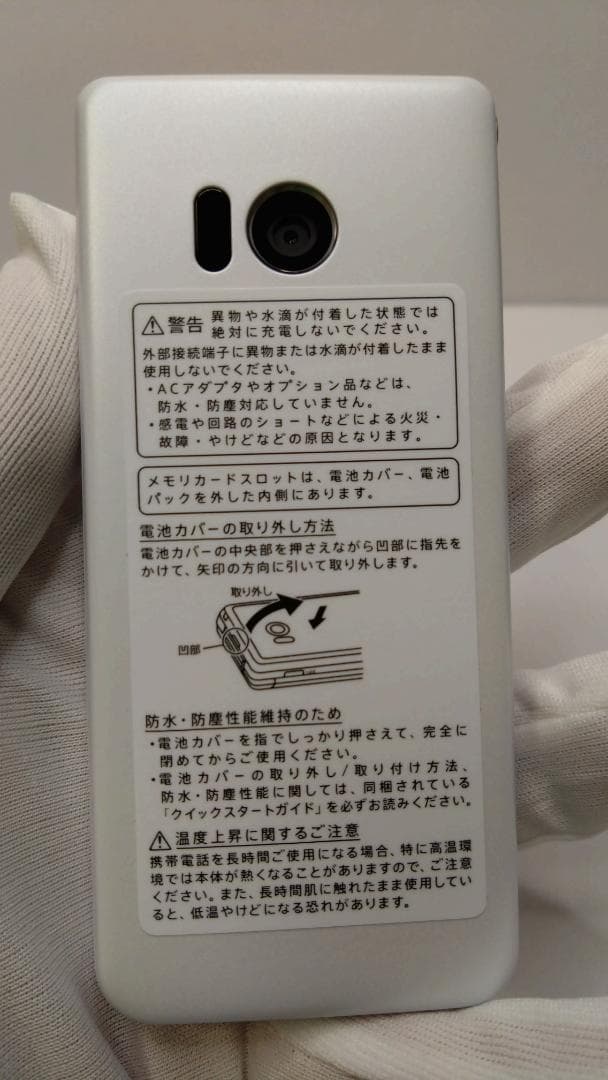 ⚠警告 異物や水滴が付着した状態では
絶対に充電しないでください。
外部接続端子に異物または水滴が付着したまま
使用しないでください。
・ACアダプタやオプション品などは、
防水・防塵対応していません。
・感電や回路のショートなどによる火災・
故障・やけどなどの原因となります。
メモリカードスロットは、電池カバー、電池
パックを外した内側にあります。
電池カバーの取り外し方法
電池カバーの中央部を押さえながら凹部に指先を
かけて、矢印の方向に引いて取り外します。
取り外し
凹部
防水・防塵性能維持のため
・電池カバーを指でしっかり押さえて、完全に
閉めてからご使用ください。
・電池カバーの取り外し/取り付け方法、
防水・防塵性能に関しては、同梱されている
「クイックスタートガイド」を必ずお読みください。
⚠温度上昇に関するご注意
携帯電話を長時間ご使用になる場合、特に高温環
境では本体が熱くなることがありますので、ご注意
ください。また、長時間肌に触れたまま使用してい
ると、低温やけどになる恐れがあります。